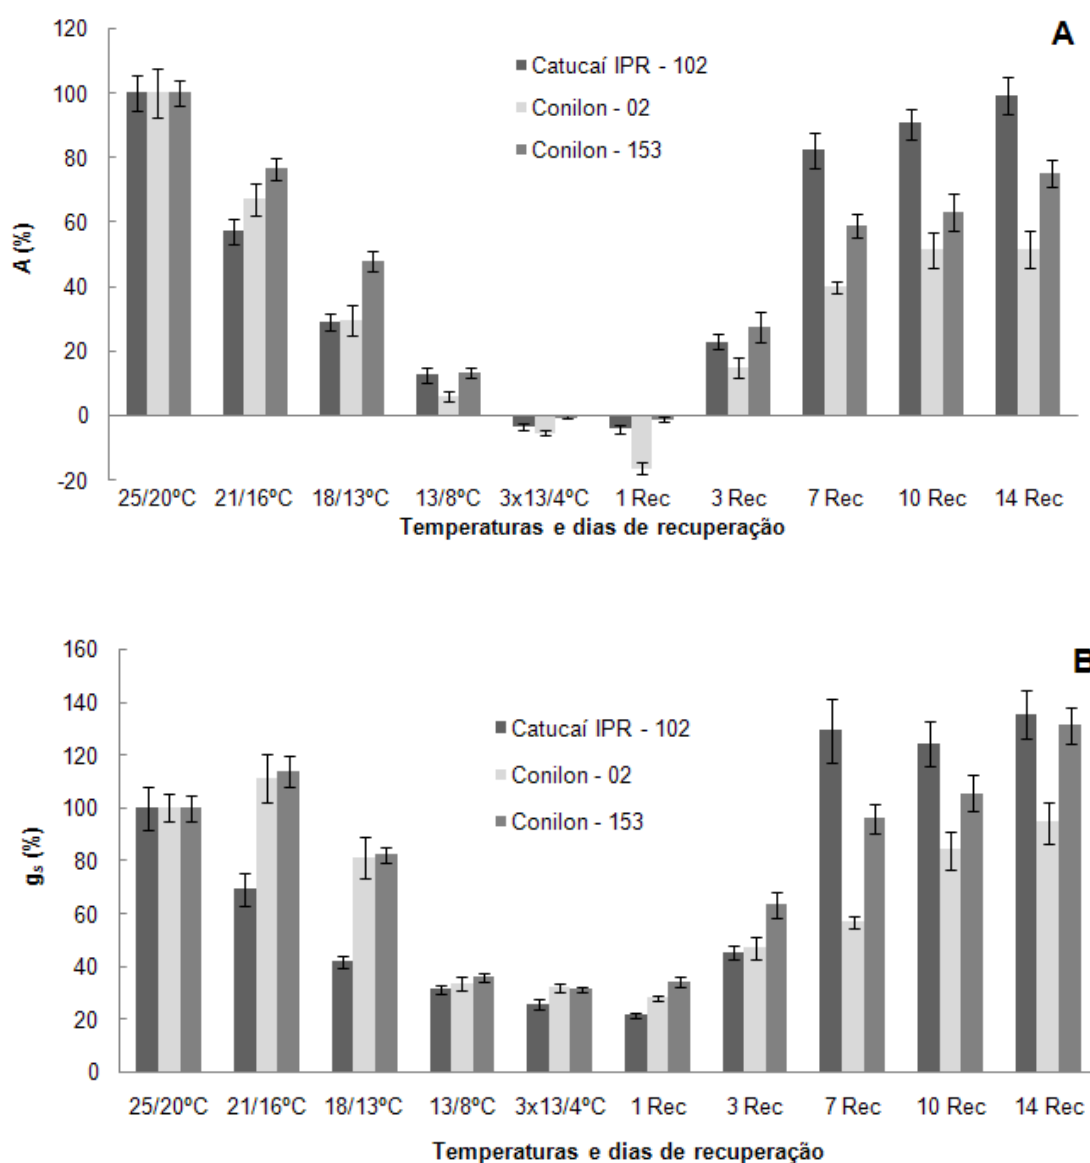 A
120
100
80
60
40
20
0
-20
A (%)
Catucaí IPR - 102
Conilon - 02
Conilon - 153
25/20ºC 21/16ºC 18/13ºC 13/8ºC 3x13/4ºC 1 Rec 3 Rec 7 Rec 10 Rec 14 Rec
Temperaturas e dias de recuperação
B
160
140
120
100
80
60
40
20
0
gs (%)
Catucaí IPR - 102
Conilon - 02
Conilon - 153
25/20ºC 21/16ºC 18/13ºC 13/8ºC 3x13/4ºC 1 Rec 3 Rec 7 Rec 10 Rec 14 Rec
Temperaturas e dias de recuperação